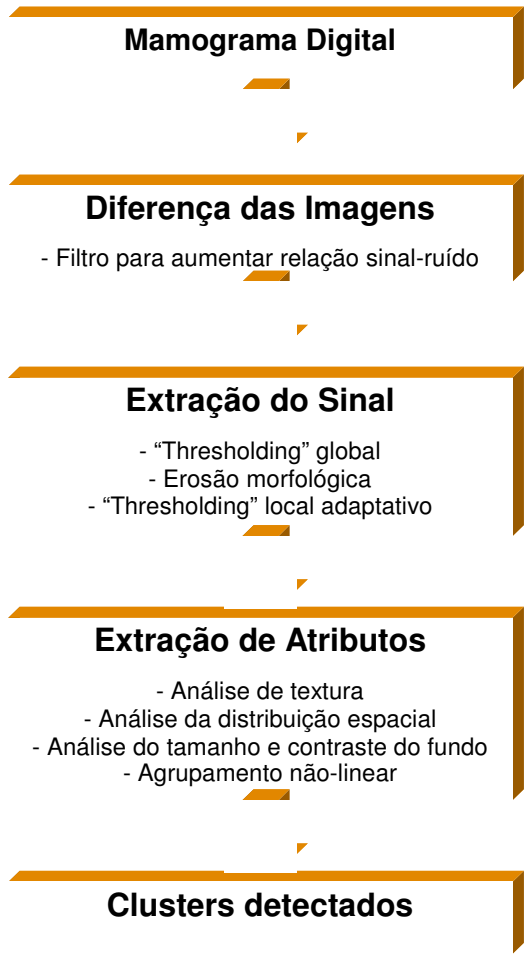 Mamograma Digital
Diferença das Imagens
- Filtro para aumentar relação sinal-ruído
Extração do Sinal
- “Thresholding” global
- Erosão morfológica
- “Thresholding” local adaptativo
Extração de Atributos
- Análise de textura
- Análise da distribuição espacial
- Análise do tamanho e contraste do fundo
- Agrupamento não-linear
Clusters detectados